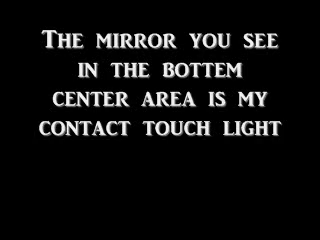 The mirror you see
in the bottem
center area is my
contact touch light